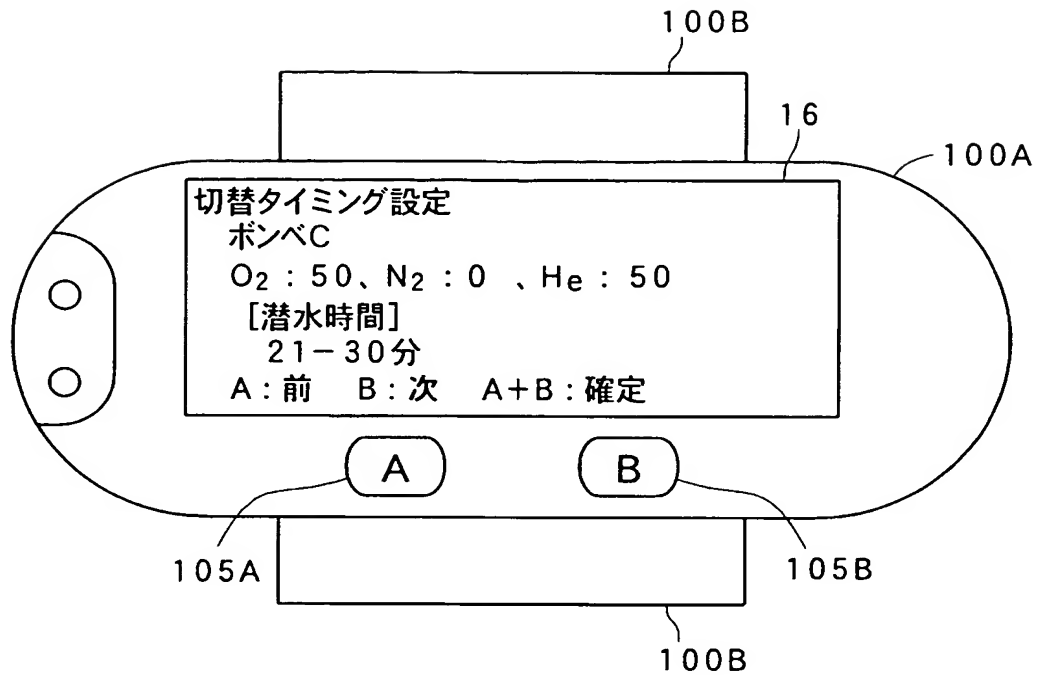 100B
16
100A
切替タイミング設定
ボンベC
O₂：50、N₂：0 、He：50
[潜水時間]
21－30分
A：前 B：次 A＋B：確定
A B
105A 105B
100B